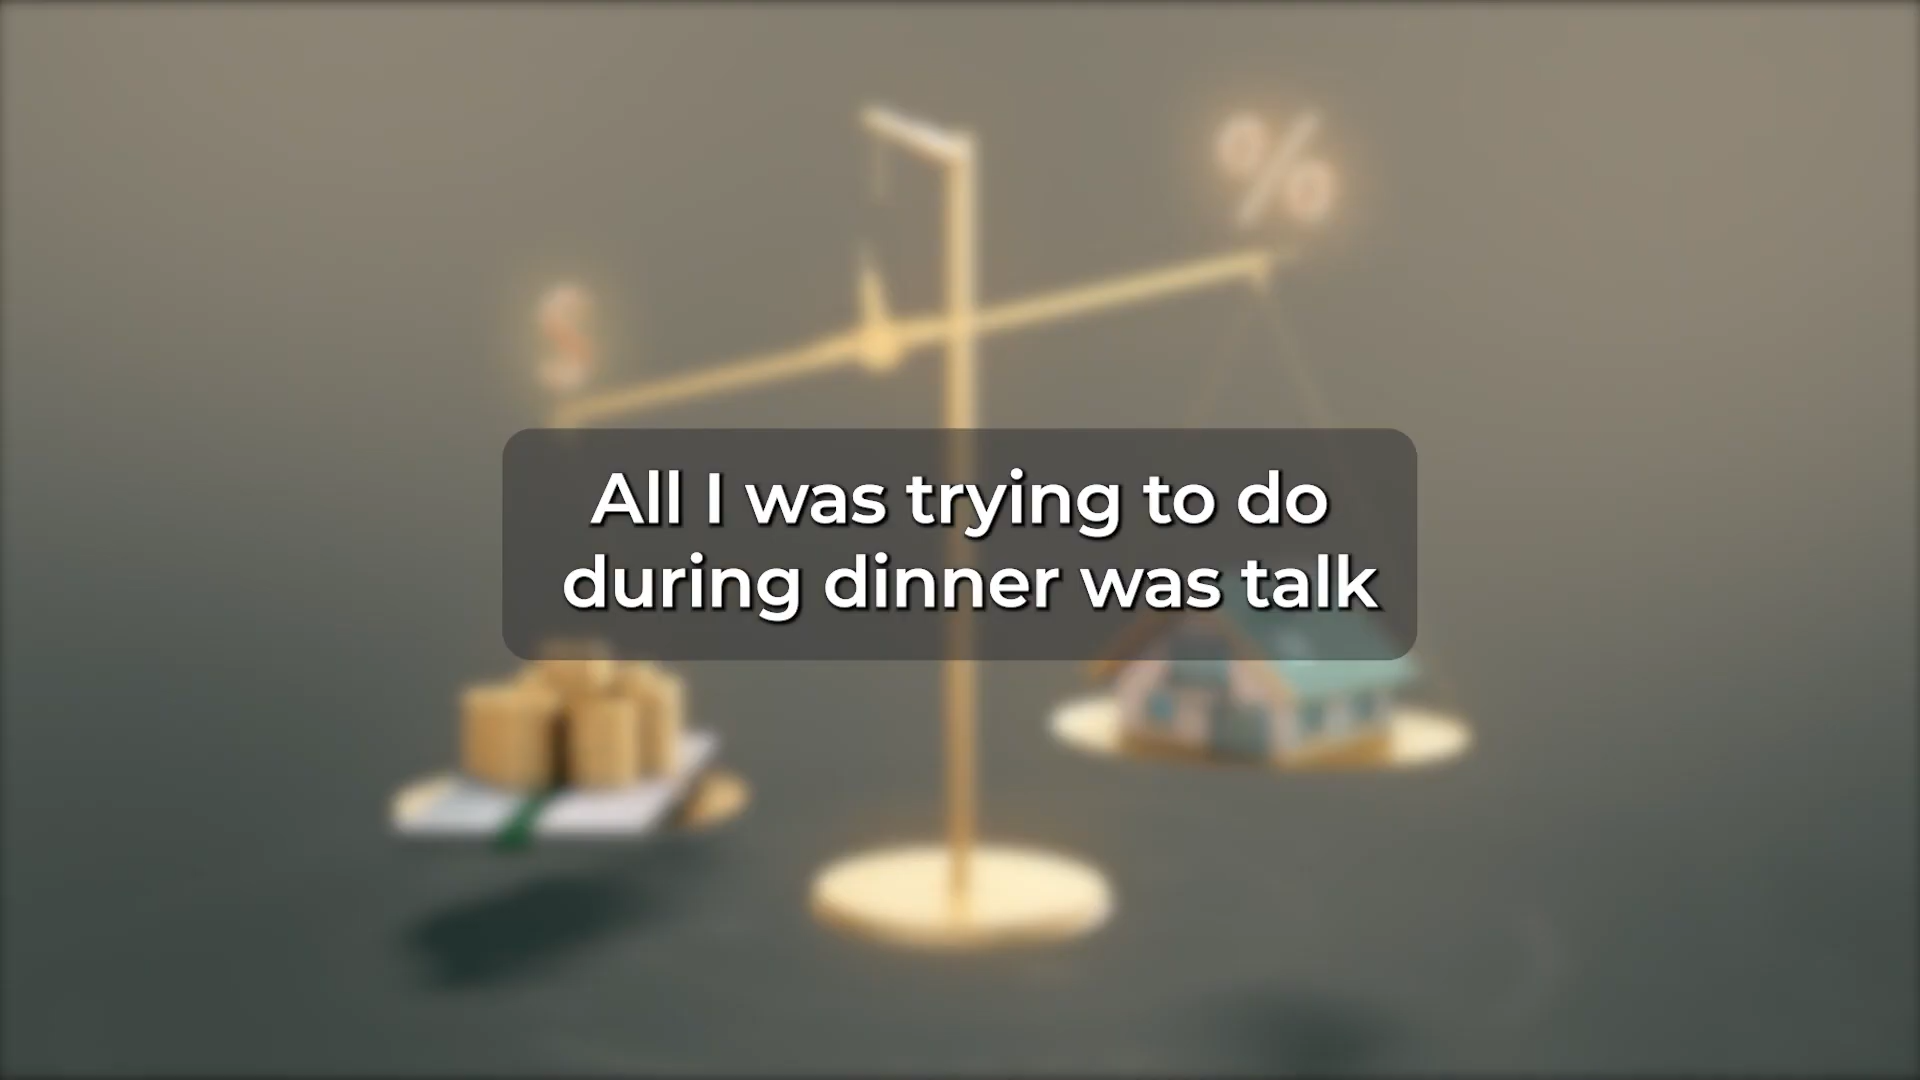 $
%
All I was trying to do
during dinner was talk